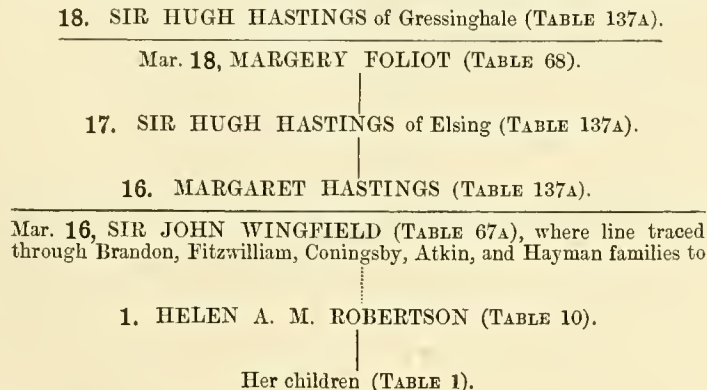 18. SIR HUGH HASTINGS of Gressinghale (TABLE 137A).
Mar. 18, MARGERY FOLIOT (TABLE 68).
17. SIR HUGH HASTINGS of Elsing (TABLE 137A).
16. MARGARET HASTINGS (TABLE 137A).
Mar. 16, SIR JOHN WINGFIELD (TABLE 67A), where line traced
through Brandon, Fitzwilliam, Coningsby, Atkin, and Hayman families to
1. HELEN A. M. ROBERTSON (TABLE 10).
Her children (TABLE 1).